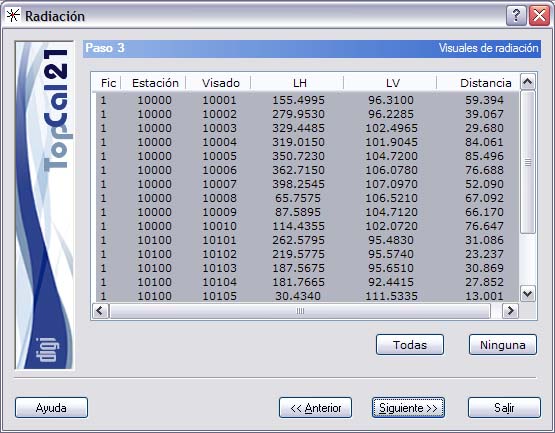 Radiación
Paso 3 Visuales de radiación
TopCal 21
digi
Fic Estación Visado LH LV Distancia
1 10000 10001 155.4995 96.3100 59.394
1 10000 10002 279.9530 96.2285 39.067
1 10000 10003 329.4485 102.4965 29.680
1 10000 10004 319.0150 101.9045 84.061
1 10000 10005 350.7230 104.7200 85.496
1 10000 10006 362.7150 106.0780 76.688
1 10000 10007 398.2545 107.0970 52.090
1 10000 10008 65.7575 106.5210 67.092
1 10000 10009 87.5895 104.7120 66.170
1 10000 10010 114.4355 102.0720 76.647
1 10100 10101 262.5795 95.4830 31.086
1 10100 10102 219.5775 95.5740 23.237
1 10100 10103 187.5675 95.6510 30.869
1 10100 10104 181.7665 92.4415 27.852
1 10100 10105 30.4340 111.5335 13.001
Todas Ninguna
Ayuda << Anterior Siguiente >> Salir